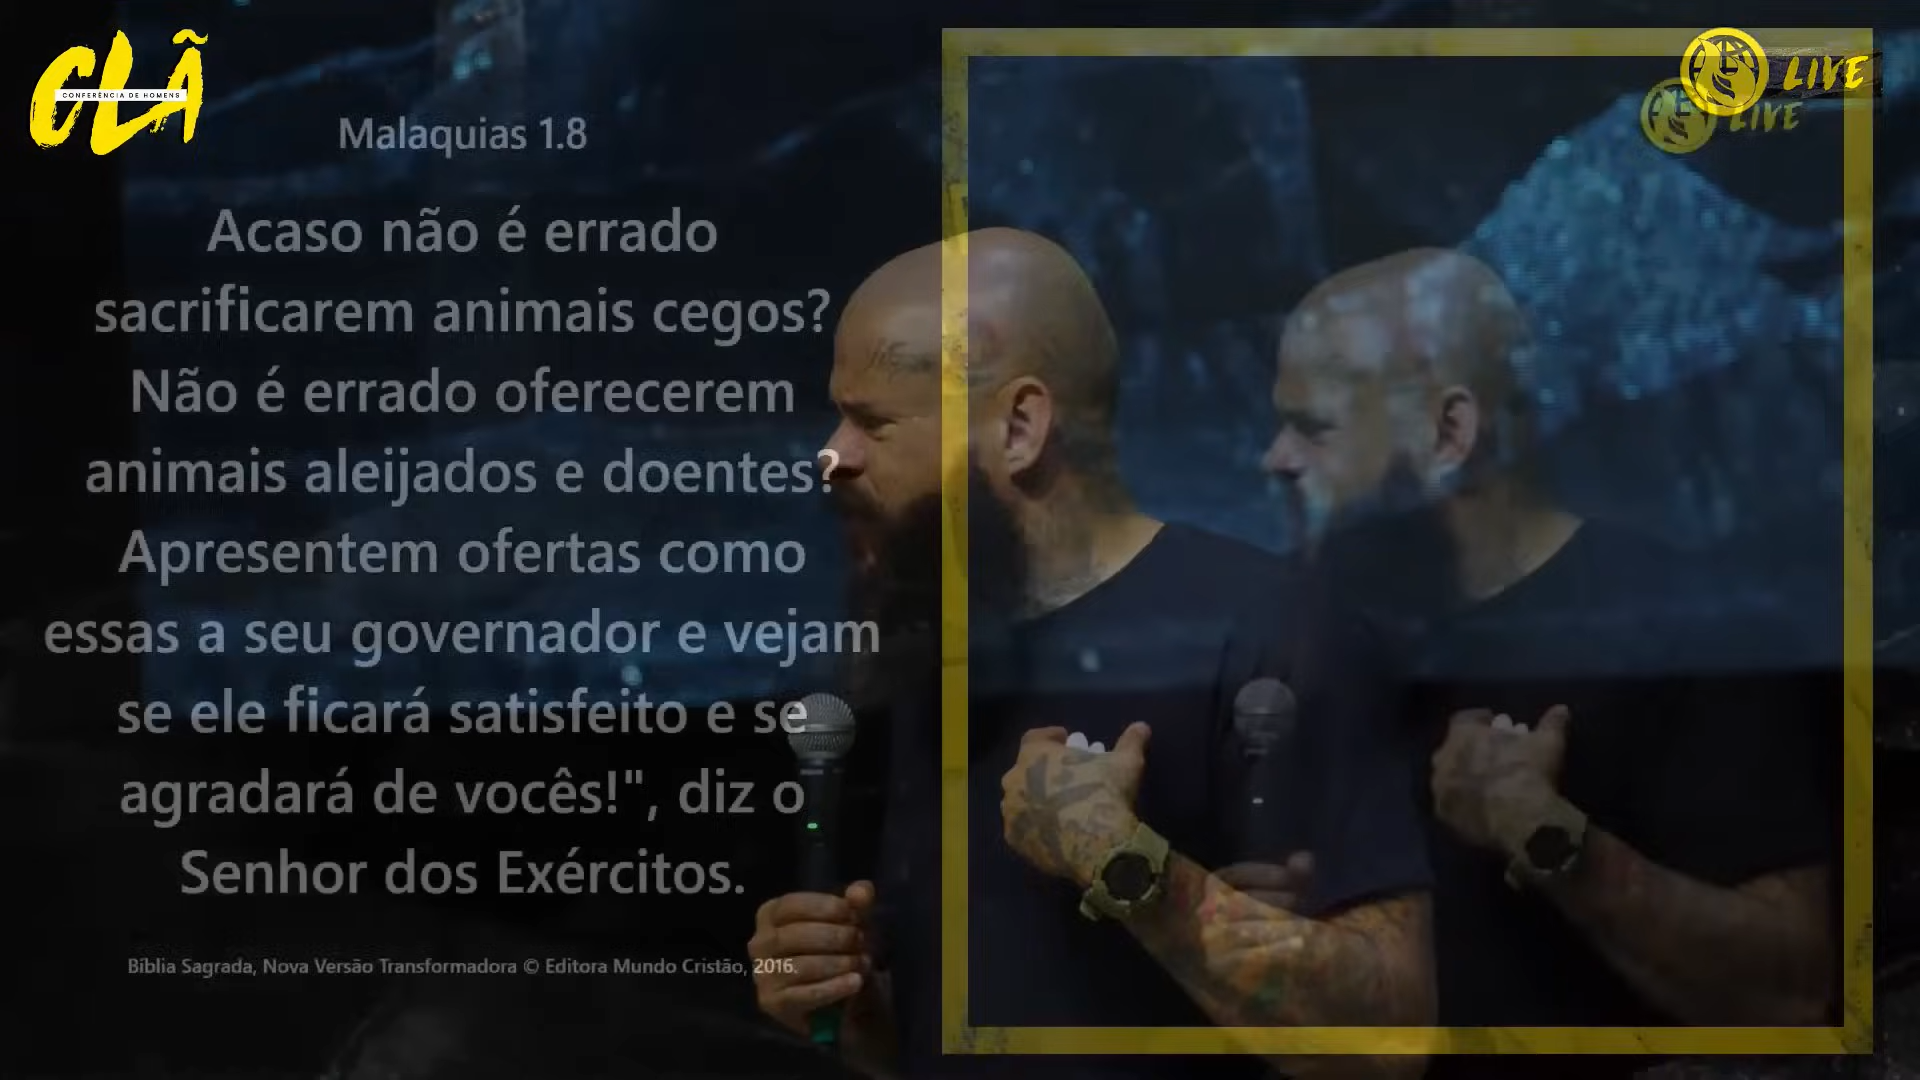 CLÃ
CONFERÊNCIA DE HOMENS
Malaquias 1.8
Acaso não é errado
sacrificarem animais cegos?
Não é errado oferecerem
animais aleijados e doentes?
Apresentem ofertas como
essas a seu governador e vejam
se ele ficará satisfeito e se
agradará de vocês!", diz o
Senhor dos Exércitos.
Bíblia Sagrada, Nova Versão Transformadora © Editora Mundo Cristão, 2016.
LIVE
LIVE